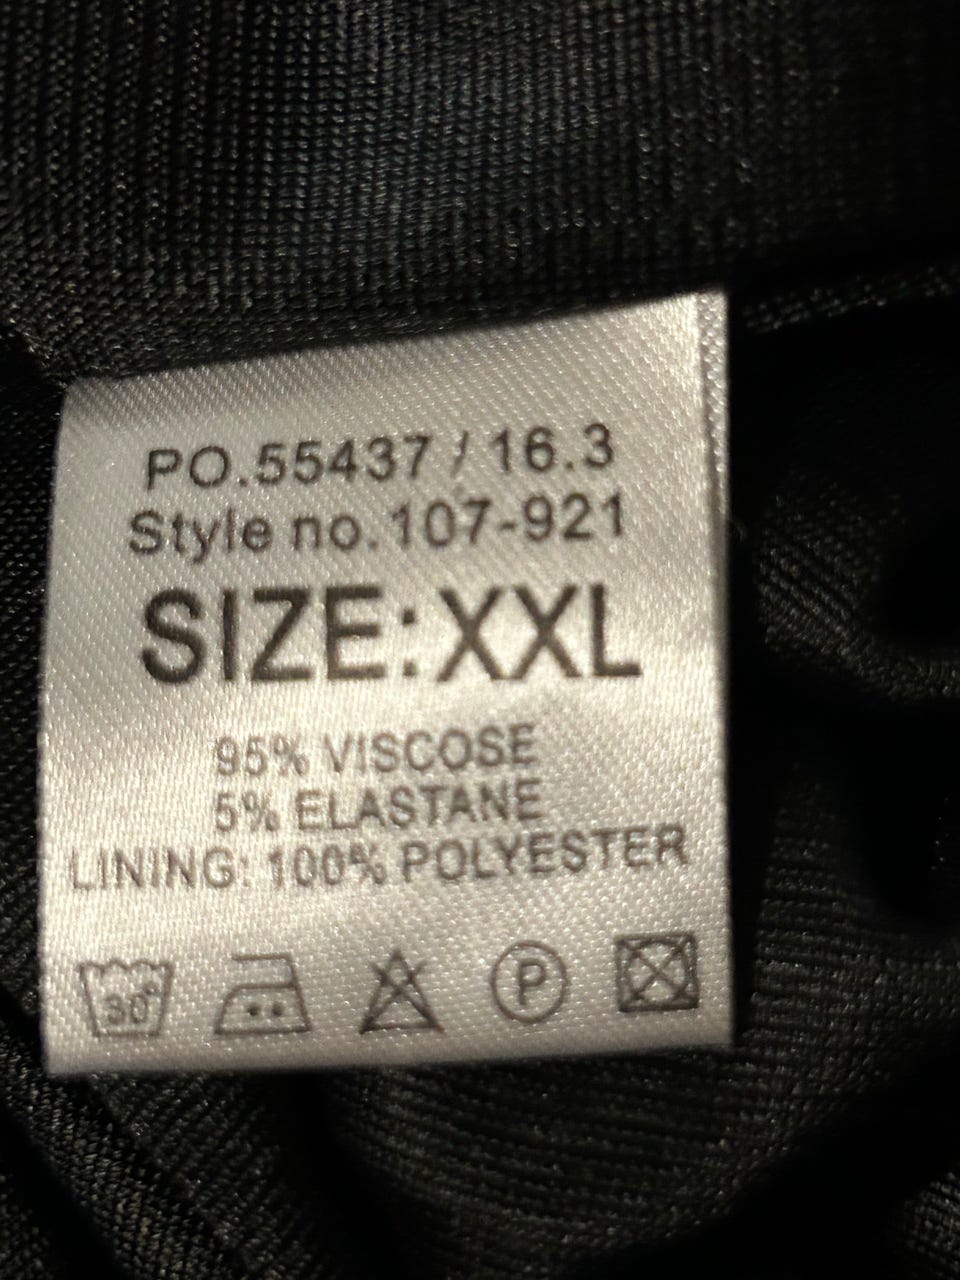 PO.55437 / 16.3
Style no.107-921
SIZE:XXL
95% VISCOSE
5% ELASTANE
LINING: 100% POLYESTER
30° P